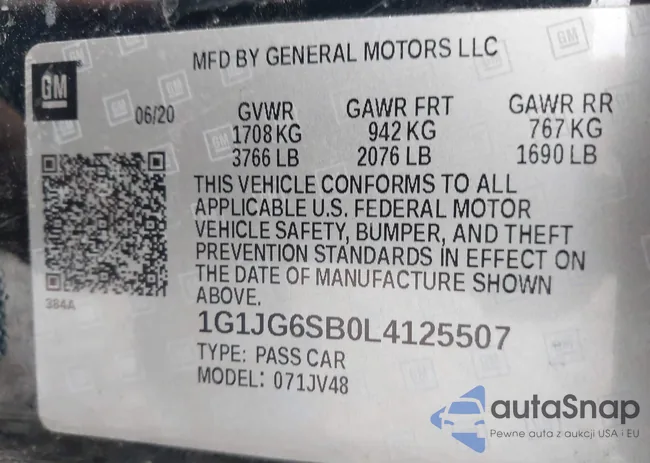 MFD BY GENERAL MOTORS LLC
GM
06/20
GVWR GAWR FRT GAWR RR
1708 KG 942 KG 767 KG
3766 LB 2076 LB 1690 LB
THIS VEHICLE CONFORMS TO ALL
APPLICABLE U.S. FEDERAL MOTOR
VEHICLE SAFETY, BUMPER, AND THEFT
PREVENTION STANDARDS IN EFFECT ON
THE DATE OF MANUFACTURE SHOWN
ABOVE.
384A
1G1JG6SB0L4125507
TYPE: PASS CAR
MODEL: 071JV48
autaSnap
Pewne auta z aukcji USA i EU